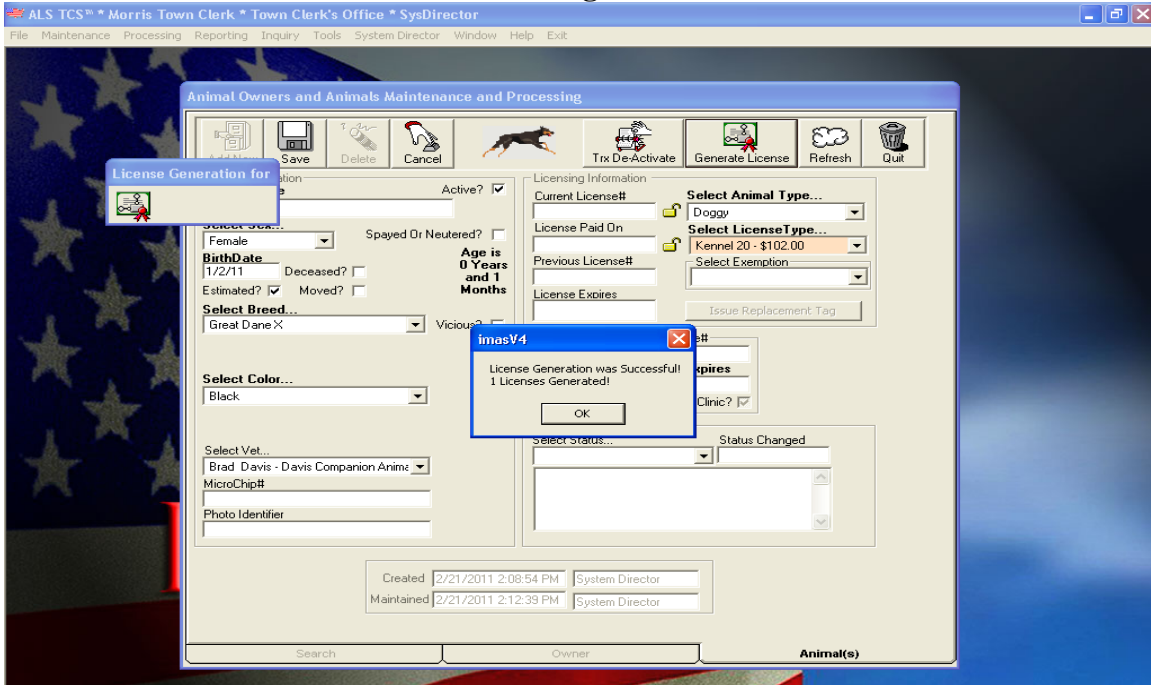 ALS TCS™ * Morris Town Clerk * Town Clerk's Office * SysDirector
File Maintenance Processing Reporting Inquiry Tools System Director Window Help Exit
Animal Owners and Animals Maintenance and Processing
Save Delete Cancel Trx De-Activate Generate License Refresh Quit
License Generation for
Active?
Spayed Or Neutered?
Female
BirthDate
1/2/11 Deceased?
Age is
0 Years
and 1
Months
Estimated? Moved?
Select Breed...
Great Dane X
Select Color...
Black
Select Vet...
Brad Davis - Davis Companion Anima
MicroChip#
Photo Identifier
Licensing Information
Current License#
License Paid On
Previous License#
License Expires
Select Animal Type...
Doggy
Select LicenseType...
Kennel 20 - $102.00
Select Exemption
Issue Replacement Tag
imasV4
License Generation was Successful!
1 Licenses Generated!
OK
Clinic?
Select Status...
Status Changed
Created 2/21/2011 2:08:54 PM System Director
Maintained 2/21/2011 2:12:39 PM System Director
Search Owner Animal(s)